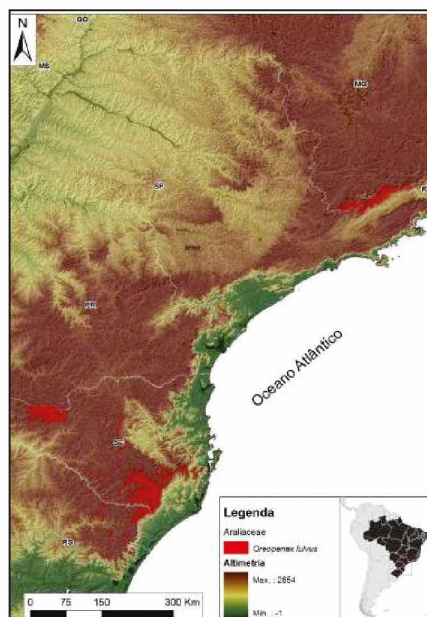 N
GO
MS
MG
SP
R
PR
Oceano Atlântico
SC
RS
Legenda
Araliaceae
Oreopanax fulvus
Altimetria
Max. : 2654
Min. : -1
0 75 150 300 Km